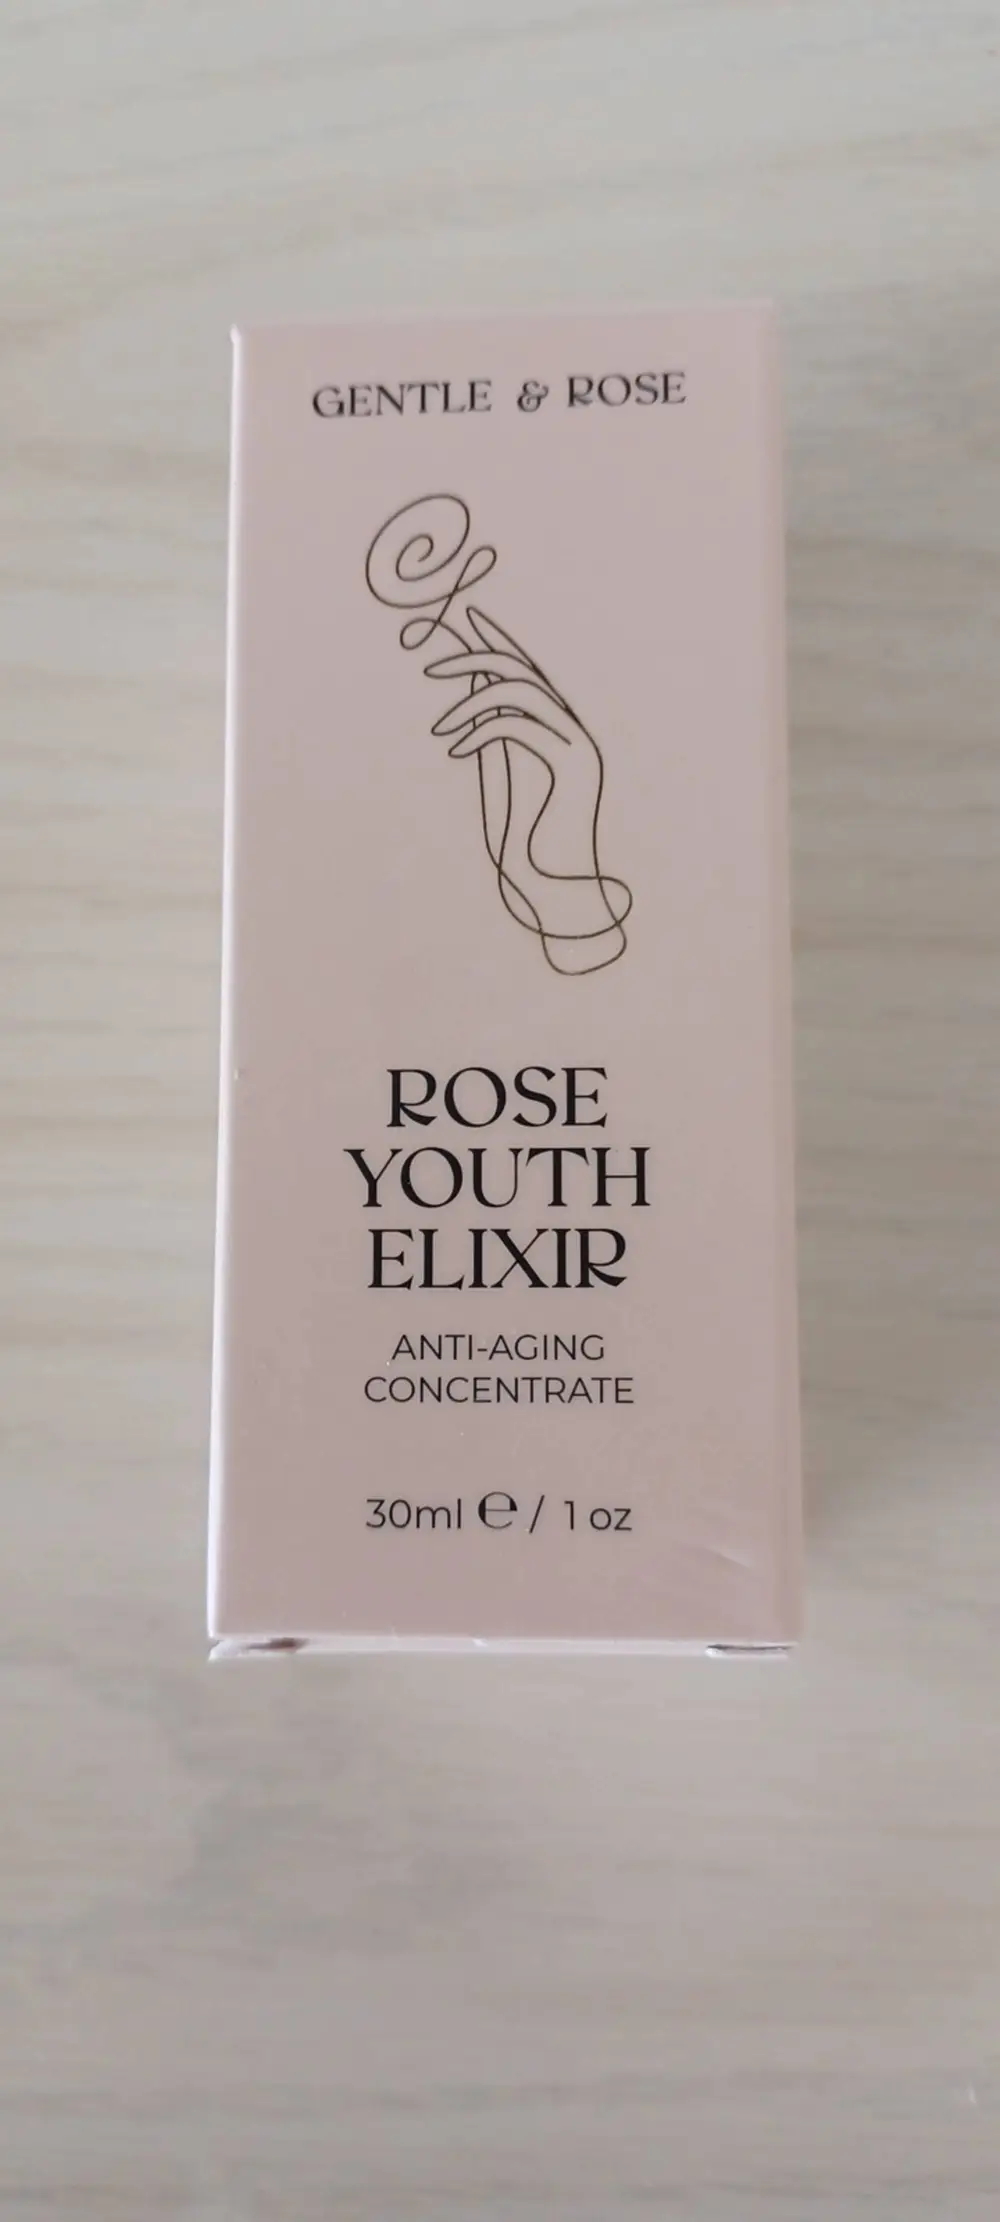 GENTLE & ROSE
ROSE
YOUTH
ELIXIR
ANTI-AGING
CONCENTRATE
30ml ℮ / 1 oz